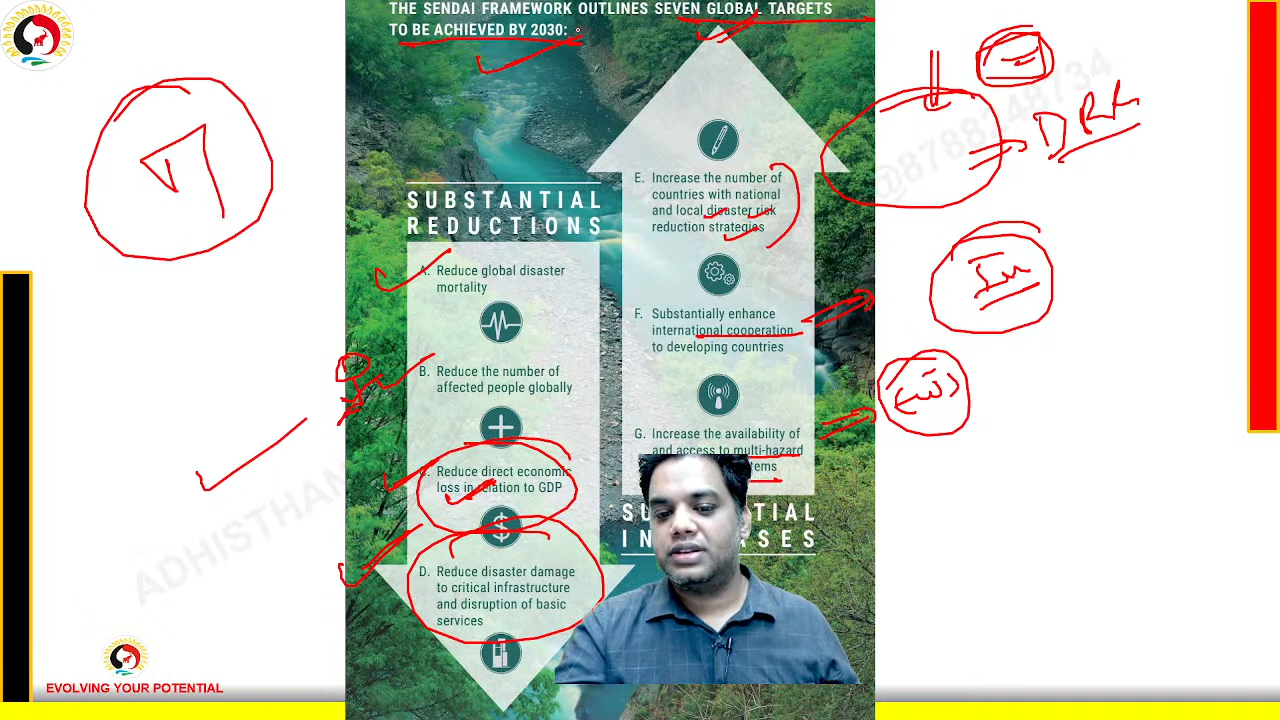 THE SENDAI FRAMEWORK OUTLINES SEVEN GLOBAL TARGETS
TO BE ACHIEVED BY 2030:
SUBSTANTIAL
REDUCTIONS
A. Reduce global disaster
mortality
B. Reduce the number of
affected people globally
Reduce direct economic
loss in relation to GDP
D. Reduce disaster damage
to critical infrastructure
and disruption of basic
services
E. Increase the number of
countries with national
and local disaster risk
reduction strategies
F. Substantially enhance
international cooperation
to developing countries
G. Increase the availability of
and access to multi-hazard
EVOLVING YOUR POTENTIAL